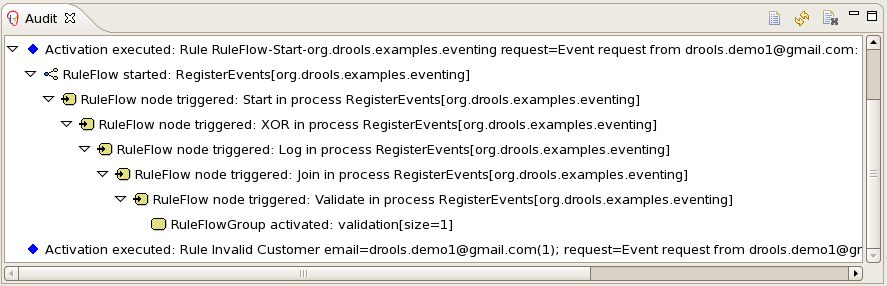 Audit
Activation executed: Rule RuleFlow-Start-org.drools.examples.eventing request=Event request from drools.demo1@gmail.com:
RuleFlow started: RegisterEvents[org.drools.examples.eventing]
RuleFlow node triggered: Start in process RegisterEvents[org.drools.examples.eventing]
RuleFlow node triggered: XOR in process RegisterEvents[org.drools.examples.eventing]
RuleFlow node triggered: Log in process RegisterEvents[org.drools.examples.eventing]
RuleFlow node triggered: Join in process RegisterEvents[org.drools.examples.eventing]
RuleFlow node triggered: Validate in process RegisterEvents[org.drools.examples.eventing]
RuleFlowGroup activated: validation[size=1]
Activation executed: Rule Invalid Customer email=drools.demo1@gmail.com(1); request=Event request from drools.demo1@gr